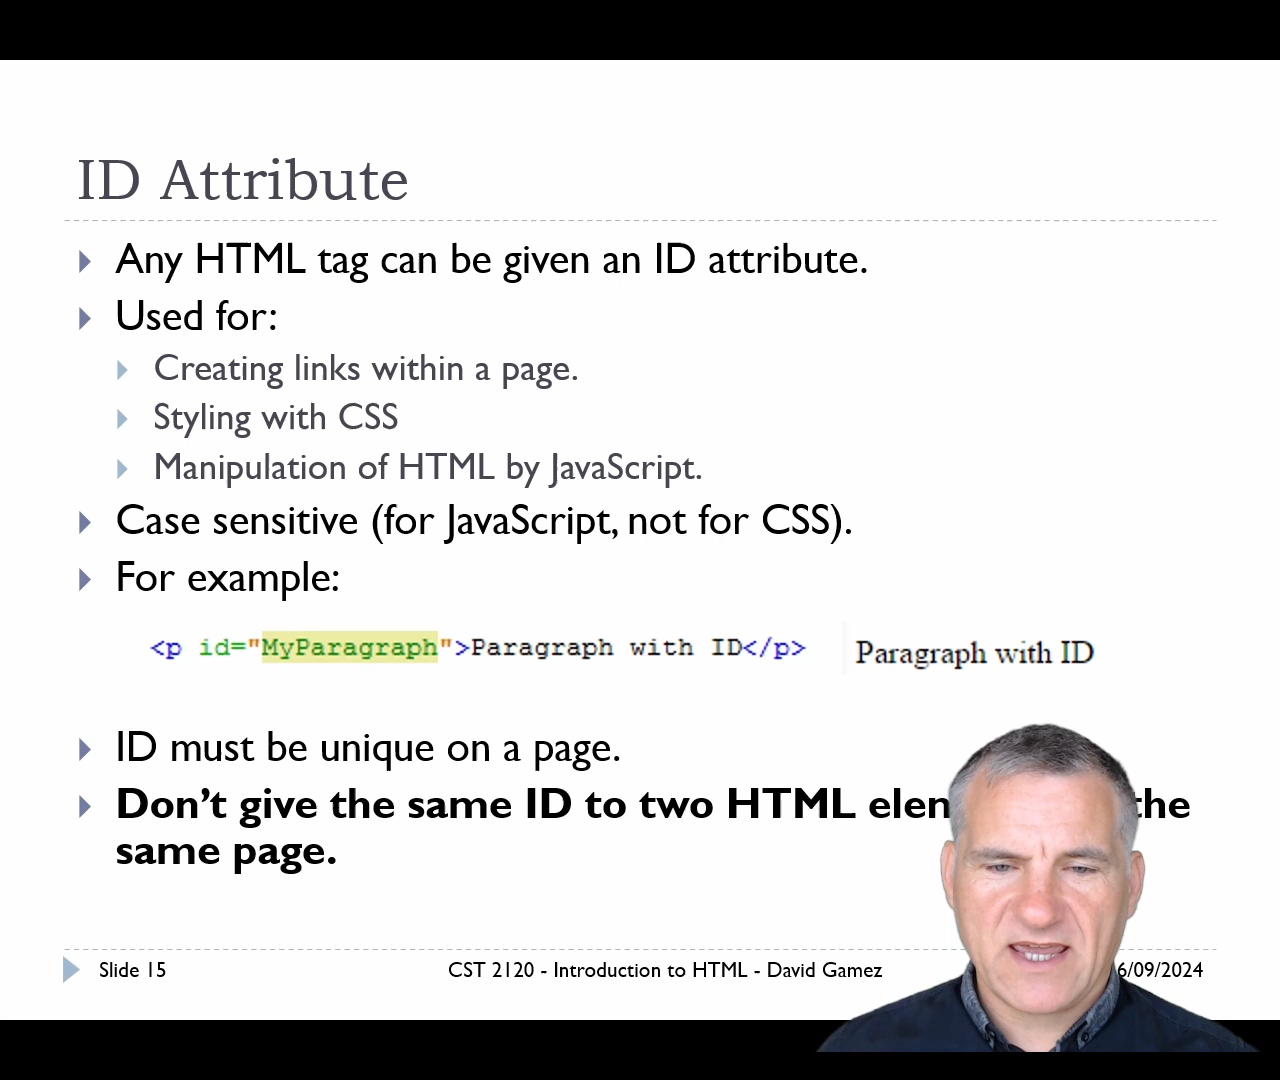 ID Attribute
Any HTML tag can be given an ID attribute.
Used for:
Creating links within a page.
Styling with CSS
Manipulation of HTML by JavaScript.
Case sensitive (for JavaScript, not for CSS).
For example:
<p id="MyParagraph">Paragraph with ID</p> Paragraph with ID
ID must be unique on a page.
Don't give the same ID to two HTML the
same page.
Slide 15 CST 2120 - Introduction to HTML - David Gamez 6/09/2024